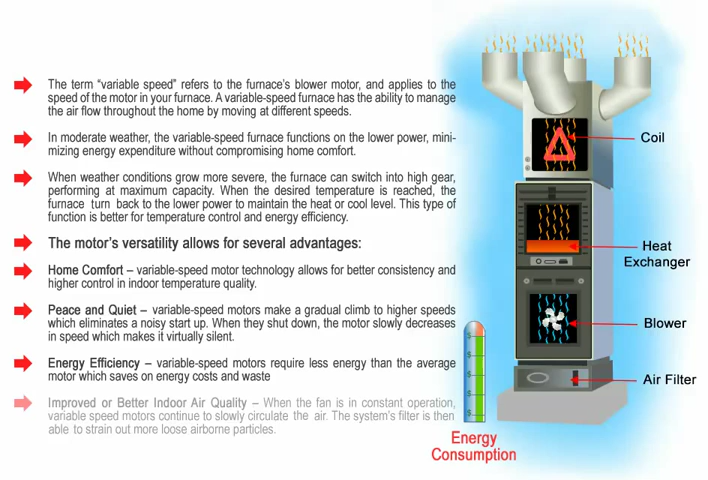 The term “variable speed” refers to the furnace’s blower motor, and applies to the
speed of the motor in your furnace. A variable-speed furnace has the ability to manage
the air flow throughout the home by moving at different speeds.
In moderate weather, the variable-speed furnace functions on the lower power, mini-
mizing energy expenditure without compromising home comfort.
When weather conditions grow more severe, the furnace can switch into high gear,
performing at maximum capacity. When the desired temperature is reached, the
furnace turn back to the lower power to maintain the heat or cool level. This type of
function is better for temperature control and energy efficiency.
The motor’s versatility allows for several advantages:
Home Comfort – variable-speed motor technology allows for better consistency and
higher control in indoor temperature quality.
Peace and Quiet – variable-speed motors make a gradual climb to higher speeds
which eliminates a noisy start up. When they shut down, the motor slowly decreases
in speed which makes it virtually silent.
Energy Efficiency – variable-speed motors require less energy than the average
motor which saves on energy costs and waste
Improved or Better Indoor Air Quality – When the fan is in constant operation,
variable speed motors continue to slowly circulate the air. The system’s filter is then
able to strain out more loose airborne particles.
Coil
Heat
Exchanger
Blower
Air Filter
$
$
$
$
$
Energy
Consumption